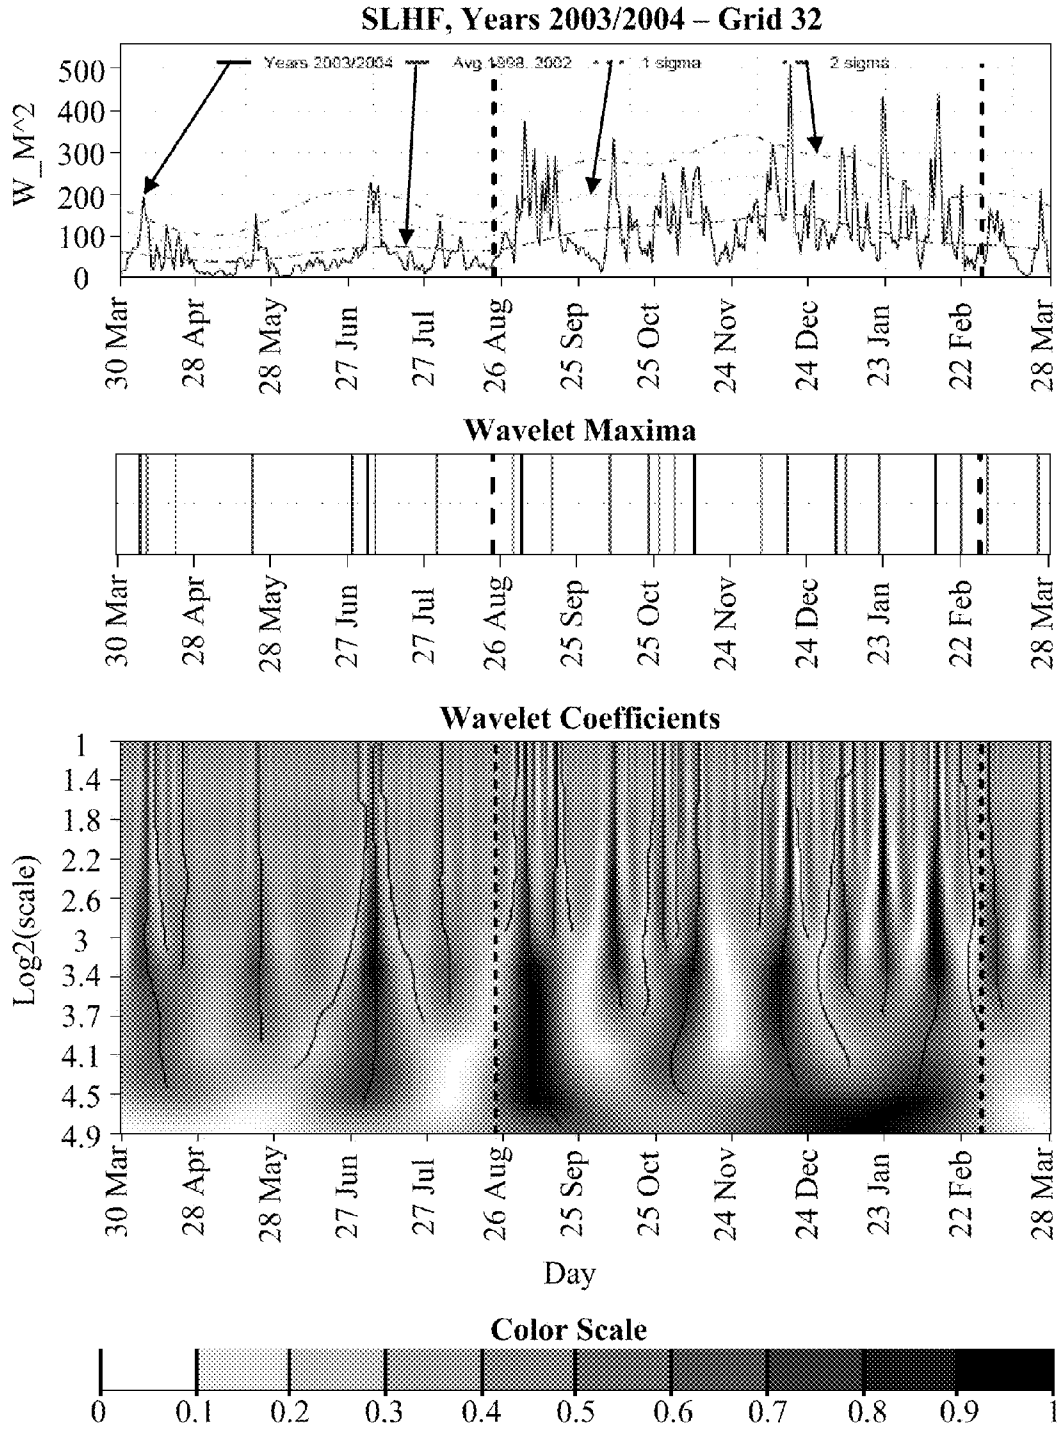 SLHF, Years 2003/2004 – Grid 32
Years 2003/2004 Avg 1998, 2002 1 sigma 2 sigma
W_M^2
500
400
300
200
100
0
30 Mar 28 Apr 28 May 27 Jun 27 Jul 26 Aug 25 Sep 25 Oct 24 Nov 24 Dec 23 Jan 22 Feb 28 Mar
Wavelet Maxima
30 Mar 28 Apr 28 May 27 Jun 27 Jul 26 Aug 25 Sep 25 Oct 24 Nov 24 Dec 23 Jan 22 Feb 28 Mar
Wavelet Coefficients
Log2(scale)
1
1.4
1.8
2.2
2.6
3
3.4
3.7
4.1
4.5
4.9
30 Mar 28 Apr 28 May 27 Jun 27 Jul 26 Aug 25 Sep 25 Oct 24 Nov 24 Dec 23 Jan 22 Feb 28 Mar
Day
Color Scale
0 0.1 0.2 0.3 0.4 0.5 0.6 0.7 0.8 0.9 1